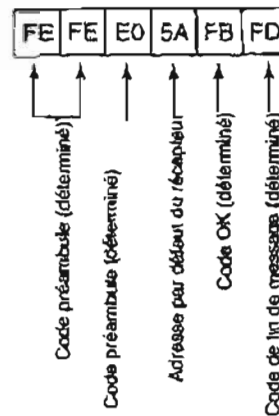 FE FE E0 5A FB FD
Code préambule (déterminé)
Code préambule (déterminé)
Adresse par défaut du récepteur
Code OK (déterminé)
Code de fin de message (déterminé)